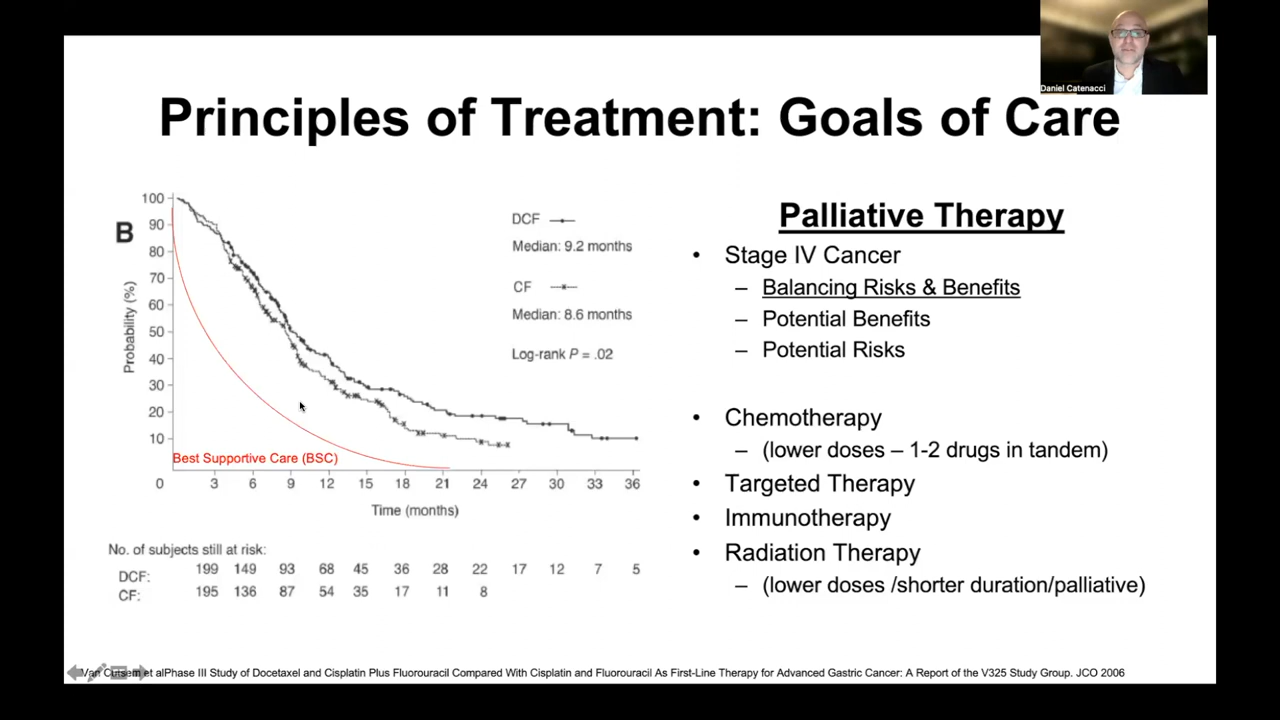 Daniel Catenacci
Principles of Treatment: Goals of Care
100
90
80
70
60
50
40
30
20
10
0
B
Probability (%)
DCF
Median: 9.2 months
CF
Median: 8.6 months
Log-rank P = .02
Best Supportive Care (BSC)
3 6 9 12 15 18 21 24 27 30 33 36
Time (months)
No. of subjects still at risk:
DCF: 199 149 93 68 45 36 28 22 17 12 7 5
CF: 195 136 87 54 35 17 11 8
Palliative Therapy
• Stage IV Cancer
– Balancing Risks & Benefits
– Potential Benefits
– Potential Risks
• Chemotherapy
– (lower doses – 1-2 drugs in tandem)
• Targeted Therapy
• Immunotherapy
• Radiation Therapy
– (lower doses /shorter duration/palliative)
Van Cutsem et alPhase III Study of Docetaxel and Cisplatin Plus Fluorouracil Compared With Cisplatin and Fluorouracil As First-Line Therapy for Advanced Gastric Cancer: A Report of the V325 Study Group. JCO 2006